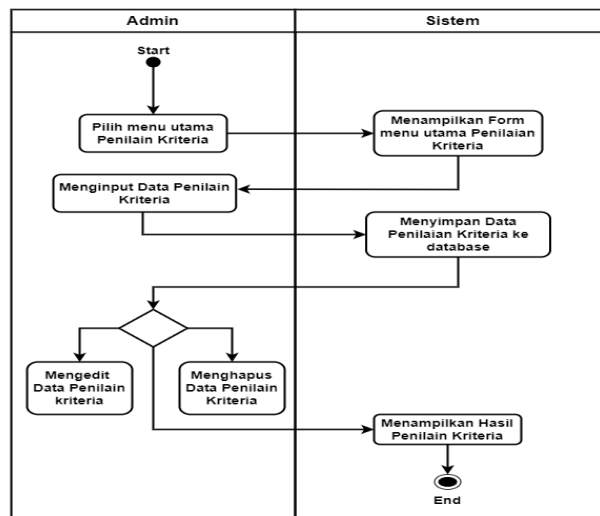 Admin
Sistem
Start
Pilih menu utama
Penilain Kriteria
Menampilkan Form
menu utama Penilaian
Kriteria
Menginput Data Penilain
Kriteria
Menyimpan Data
Penilaian Kriteria ke
database
Mengedit
Data Penilain
kriteria
Menghapus
Data Penilain
Kriteria
Menampilkan Hasil
Penilain Kriteria
End